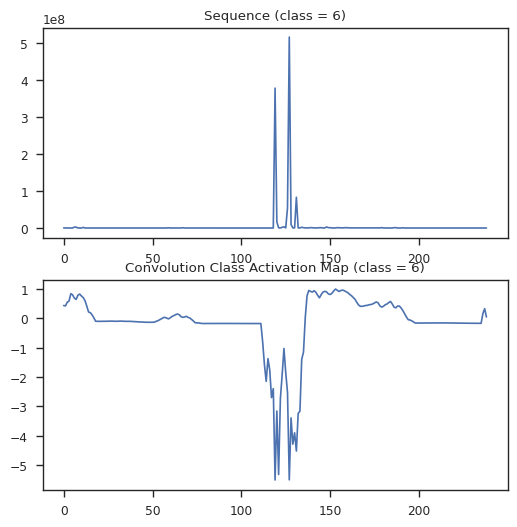 Sequence (class = 6)
1e8
5
4
3
2
1
0
0 50 100 150 200
Convolution Class Activation Map (class = 6)
1
0
−1
−2
−3
−4
−5
0 50 100 150 200